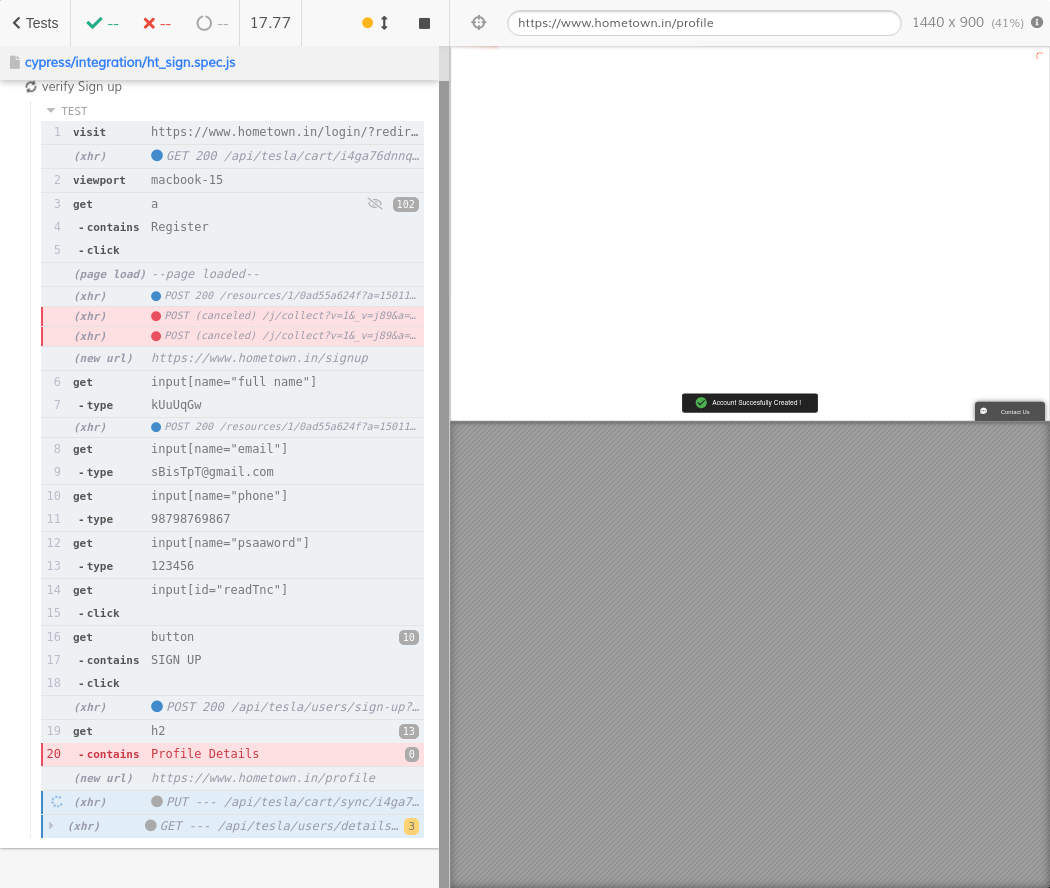 Tests -- -- -- 17.77 https://www.hometown.in/profile 1440 x 900 (41%)
cypress/integration/ht_sign.spec.js
verify Sign up
TEST
1 visit https://www.hometown.in/login/?redir…
(xhr) GET 200 /api/tesla/cart/i4ga76dnnq…
2 viewport macbook-15
3 get a 102
4 - contains Register
5 - click
(page load) --page loaded--
(xhr) POST 200 /resources/1/0ad55a624f?a=15011…
(xhr) POST (canceled) /j/collect?v=1&_v=j89&a=…
(xhr) POST (canceled) /j/collect?v=1&_v=j89&a=…
(new url) https://www.hometown.in/signup
6 get input[name="full name"]
7 - type kUuUqGw
(xhr) POST 200 /resources/1/0ad55a624f?a=15011…
8 get input[name="email"]
9 - type sBisTpT@gmail.com
10 get input[name="phone"]
11 - type 98798769867
12 get input[name="psaaword"]
13 - type 123456
14 get input[id="readTnc"]
15 - click
16 get button 10
17 - contains SIGN UP
18 - click
(xhr) POST 200 /api/tesla/users/sign-up?…
19 get h2 13
20 - contains Profile Details 0
(new url) https://www.hometown.in/profile
(xhr) PUT --- /api/tesla/cart/sync/i4ga7…
(xhr) GET --- /api/tesla/users/details… 3
Account Succesfully Created !
Contact Us